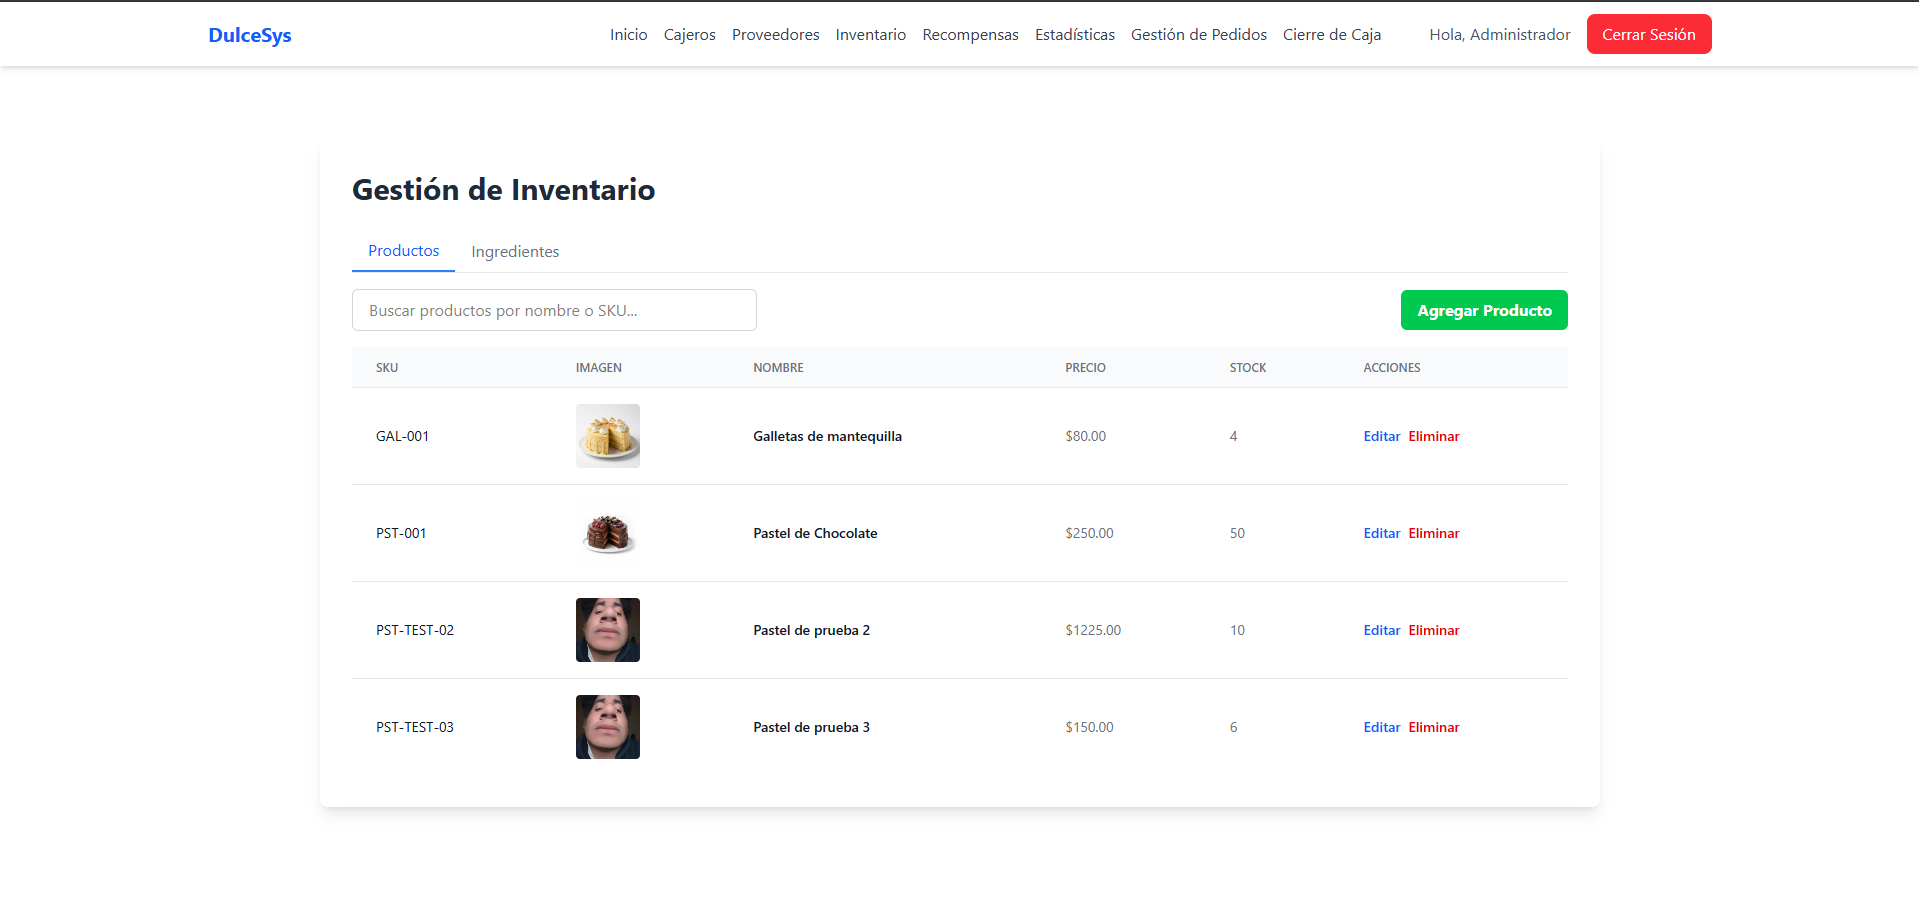 DulceSys Inicio Cajeros Proveedores Inventario Recompensas Estadísticas Gestión de Pedidos Cierre de Caja Hola, Administrador Cerrar Sesión
Gestión de Inventario
Productos Ingredientes
Buscar productos por nombre o SKU... Agregar Producto
SKU IMAGEN NOMBRE PRECIO STOCK ACCIONES
GAL-001 Galletas de mantequilla $80.00 4 Editar Eliminar
PST-001 Pastel de Chocolate $250.00 50 Editar Eliminar
PST-TEST-02 Pastel de prueba 2 $1225.00 10 Editar Eliminar
PST-TEST-03 Pastel de prueba 3 $150.00 6 Editar Eliminar